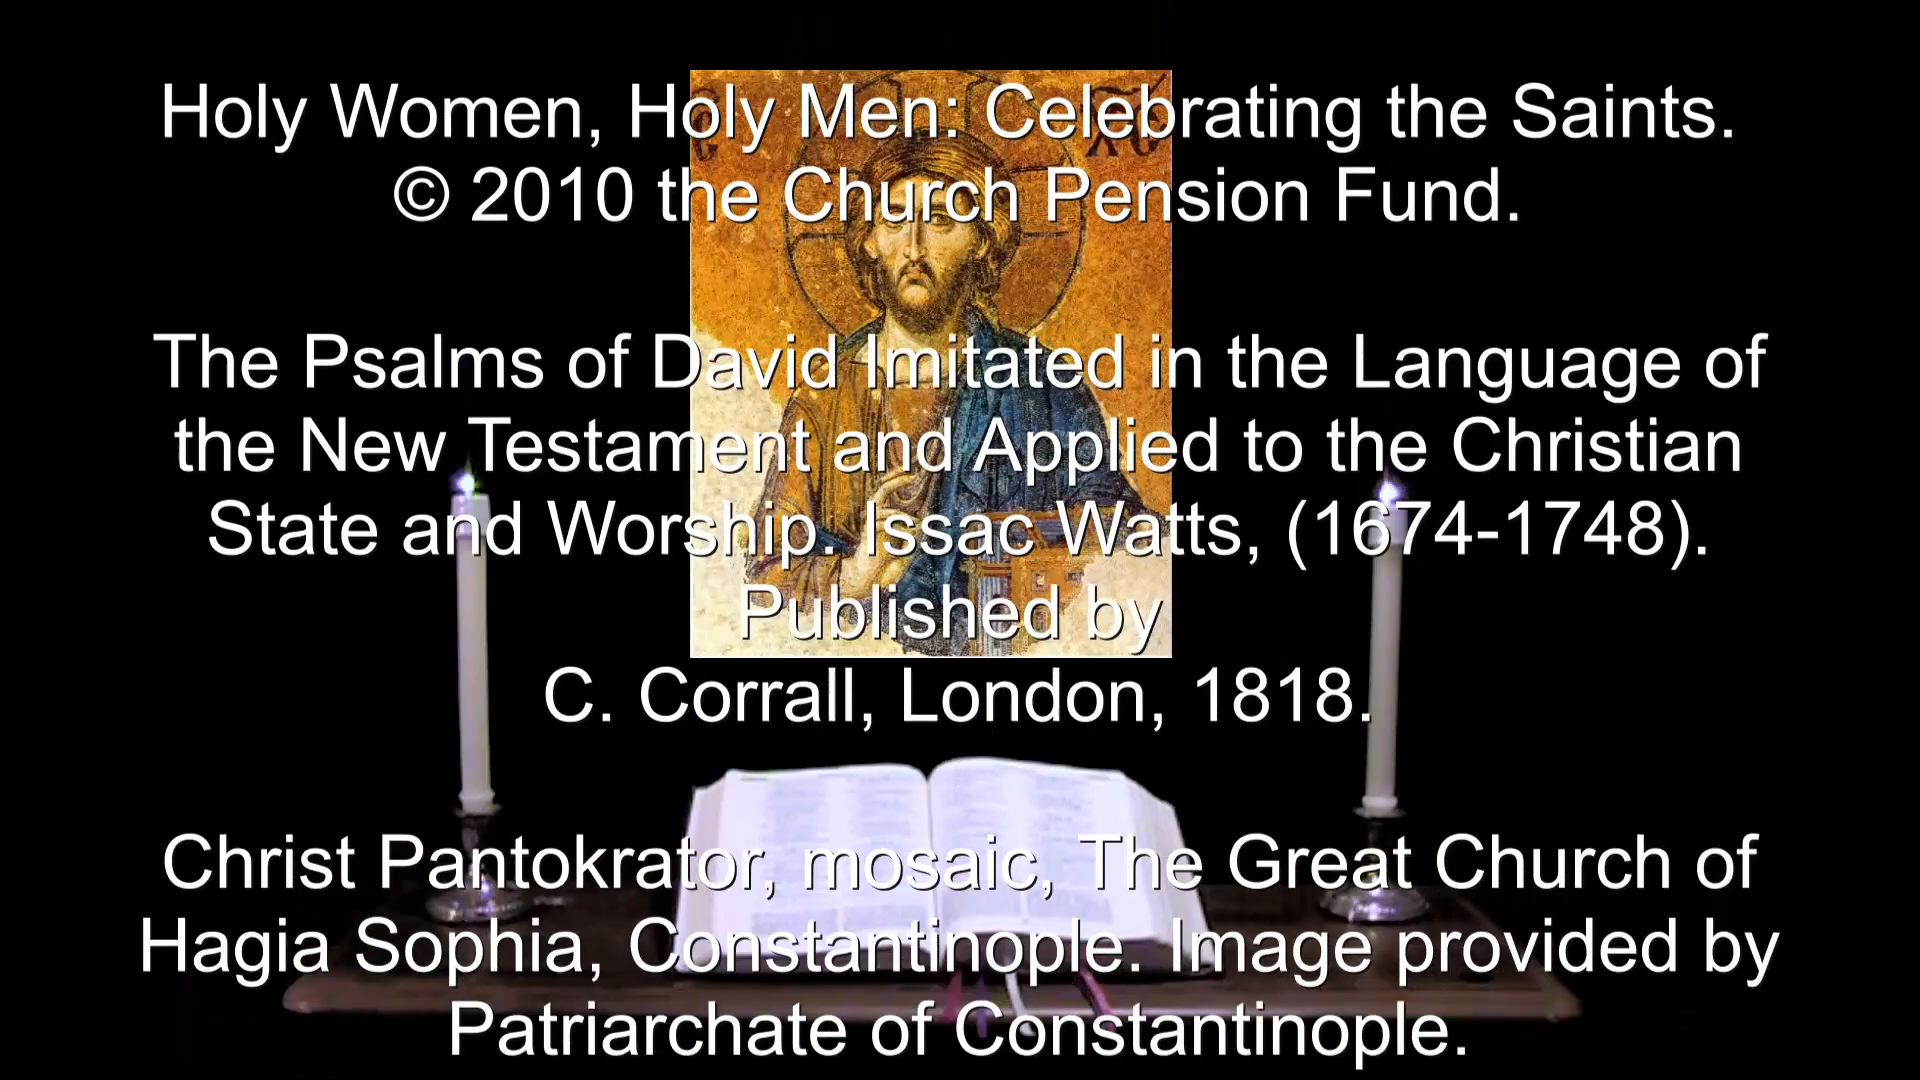 Holy Women, Holy Men: Celebrating the Saints.
© 2010 the Church Pension Fund.
The Psalms of David Imitated in the Language of
the New Testament and Applied to the Christian
State and Worship. Issac Watts, (1674-1748).
Published by
C. Corrall, London, 1818.
Christ Pantokrator, mosaic, The Great Church of
Hagia Sophia, Constantinople. Image provided by
Patriarchate of Constantinople.